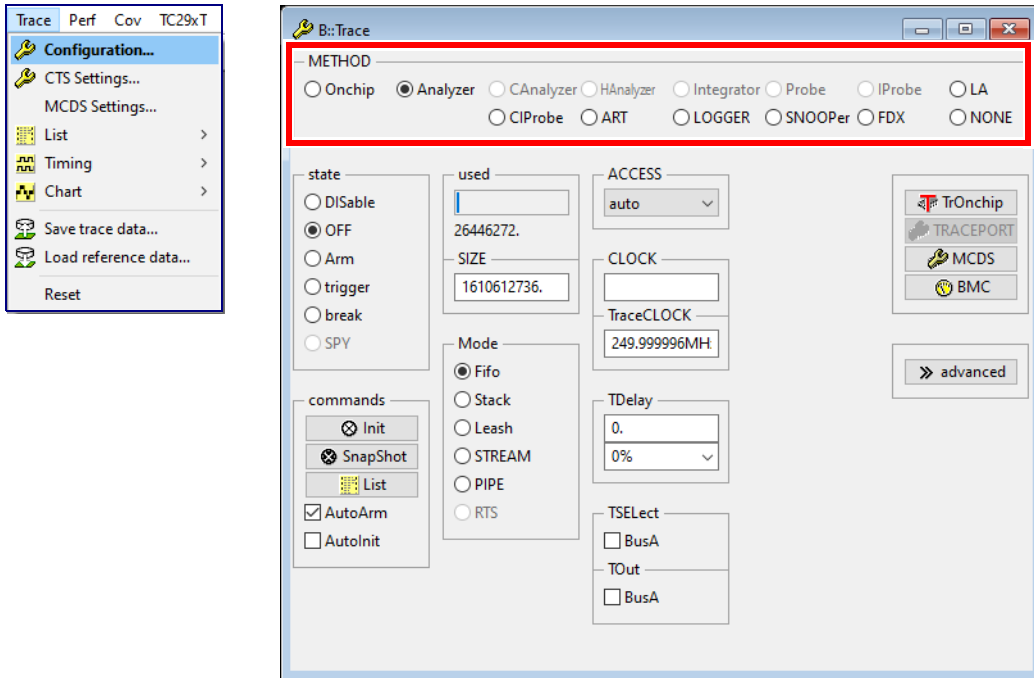 Trace Perf Cov TC29xT
Configuration...
CTS Settings...
MCDS Settings...
List
Timing
Chart
Save trace data...
Load reference data...
Reset
B::Trace
METHOD
Onchip Analyzer CAnalyzer HAnalyzer Integrator Probe IProbe LA
CIProbe ART LOGGER SNOOPer FDX NONE
state
DISable
OFF
Arm
trigger
break
SPY
commands
Init
SnapShot
List
AutoArm
AutoInit
used
26446272.
SIZE
1610612736.
Mode
Fifo
Stack
Leash
STREAM
PIPE
RTS
ACCESS
auto
CLOCK
TraceCLOCK
249.999996MH
TDelay
0.
0%
TSELect
BusA
TOut
BusA
TrOnchip
TRACEPORT
MCDS
BMC
advanced